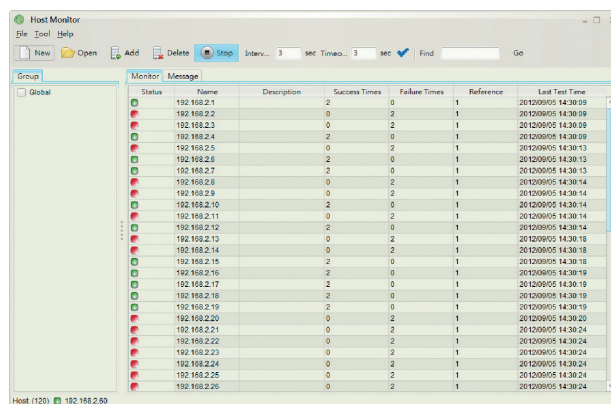 Host Monitor
File Tool Help
New Open Add Delete Stop Interv... 3 sec Timeo... 3 sec Find Go
Group Monitor Message
Global
Status Name Description Success Times Failure Times Reference Last Test Time
192.168.2.1 2 0 1 2012/09/05 14:30:09
192.168.2.2 0 2 1 2012/09/05 14:30:09
192.168.2.3 0 2 1 2012/09/05 14:30:09
192.168.2.4 2 0 1 2012/09/05 14:30:09
192.168.2.5 0 2 1 2012/09/05 14:30:13
192.168.2.6 2 0 1 2012/09/05 14:30:13
192.168.2.7 2 0 1 2012/09/05 14:30:13
192.168.2.8 0 2 1 2012/09/05 14:30:14
192.168.2.9 0 2 1 2012/09/05 14:30:14
192.168.2.10 2 0 1 2012/09/05 14:30:14
192.168.2.11 0 2 1 2012/09/05 14:30:14
192.168.2.12 2 0 1 2012/09/05 14:30:14
192.168.2.13 0 2 1 2012/09/05 14:30:18
192.168.2.14 0 2 1 2012/09/05 14:30:18
192.168.2.15 2 0 1 2012/09/05 14:30:18
192.168.2.16 2 0 1 2012/09/05 14:30:19
192.168.2.17 2 0 1 2012/09/05 14:30:19
192.168.2.18 2 0 1 2012/09/05 14:30:19
192.168.2.19 2 0 1 2012/09/05 14:30:19
192.168.2.20 0 2 1 2012/09/05 14:30:20
192.168.2.21 0 2 1 2012/09/05 14:30:24
192.168.2.22 0 2 1 2012/09/05 14:30:24
192.168.2.23 0 2 1 2012/09/05 14:30:24
192.168.2.24 0 2 1 2012/09/05 14:30:24
192.168.2.25 0 2 1 2012/09/05 14:30:24
192.168.2.26 0 2 1 2012/09/05 14:30:24
Host (120) 192.168.2.60